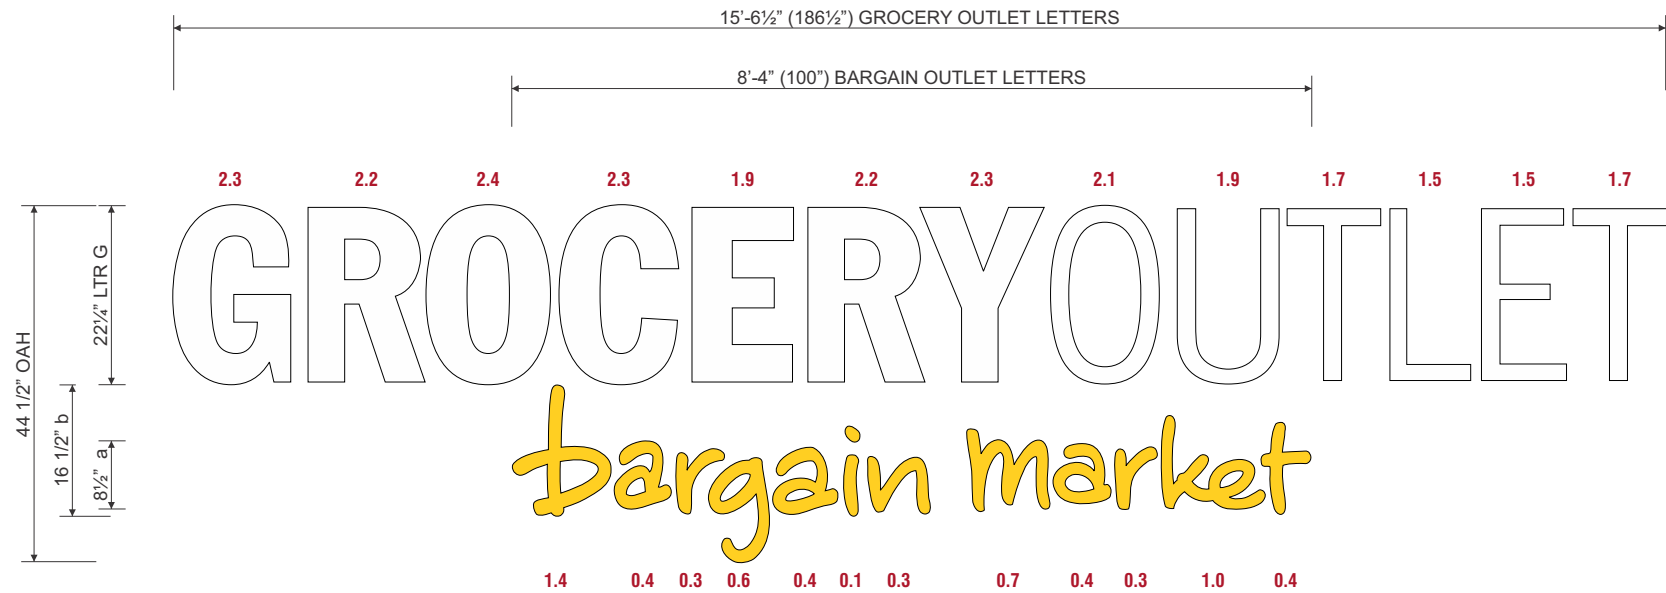 15’-6½” (186½”) GROCERY OUTLET LETTERS
8’-4” (100”) BARGAIN OUTLET LETTERS
2.3 2.2 2.4 2.3 1.9 2.2 2.3 2.1 1.9 1.7 1.5 1.5 1.7
44 1/2” OAH
22¼” LTR G
16 1/2” b
8½” a
GROCERYOUTLET
bargain market
1.4 0.4 0.3 0.6 0.4 0.1 0.3 0.7 0.4 0.3 1.0 0.4